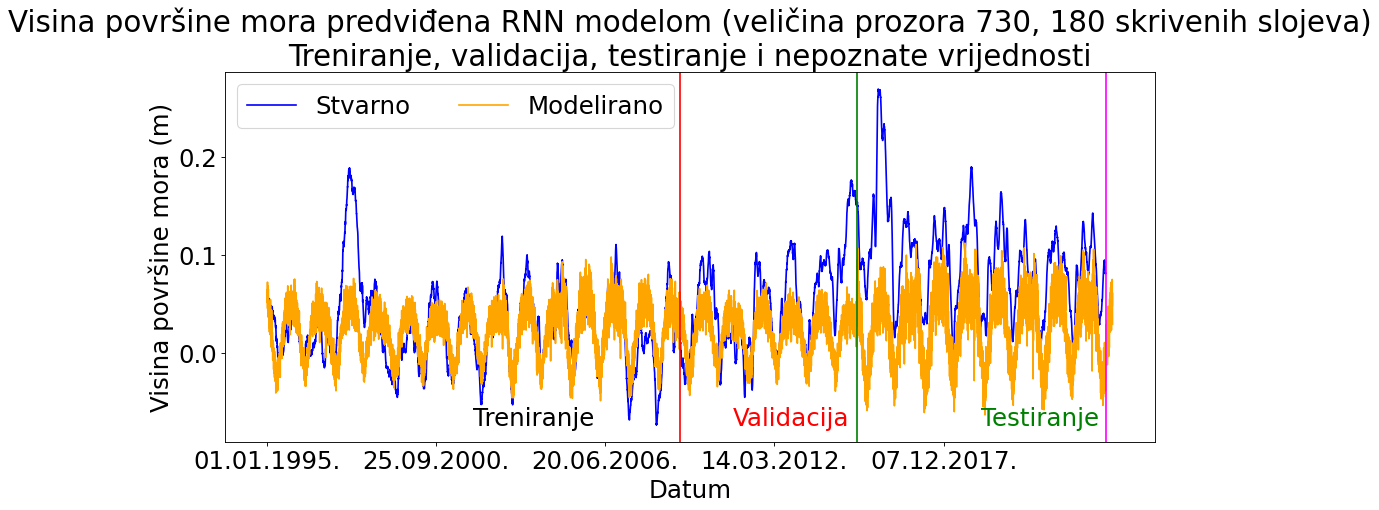 Visina površine mora predviđena RNN modelom (veličina prozora 730, 180 skrivenih slojeva)
Treniranje, validacija, testiranje i nepoznate vrijednosti
Stvarno Modelirano
Visina površine mora (m)
0.2
0.1
0.0
Treniranje Validacija Testiranje
01.01.1995. 25.09.2000. 20.06.2006. 14.03.2012. 07.12.2017.
Datum